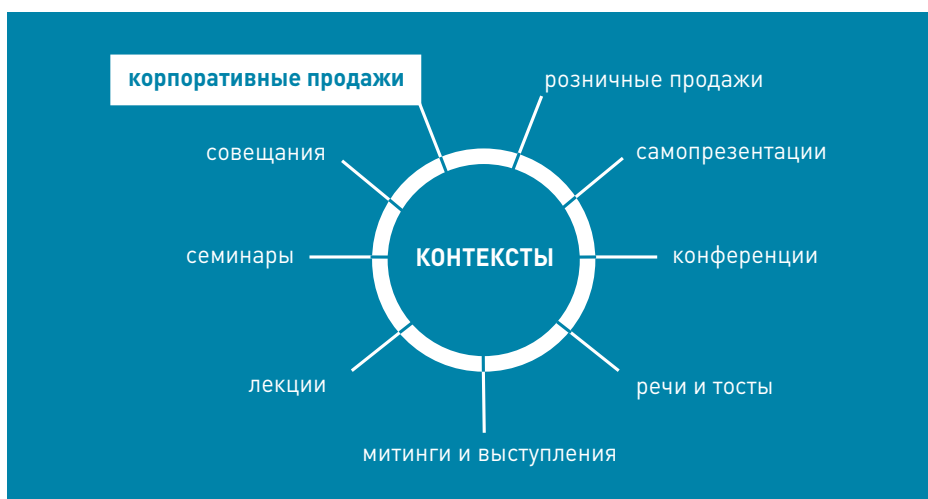 корпоративные продажи
розничные продажи
совещания
самопрезентации
семинары
КОНТЕКСТЫ
конференции
лекции
речи и тосты
митинги и выступления